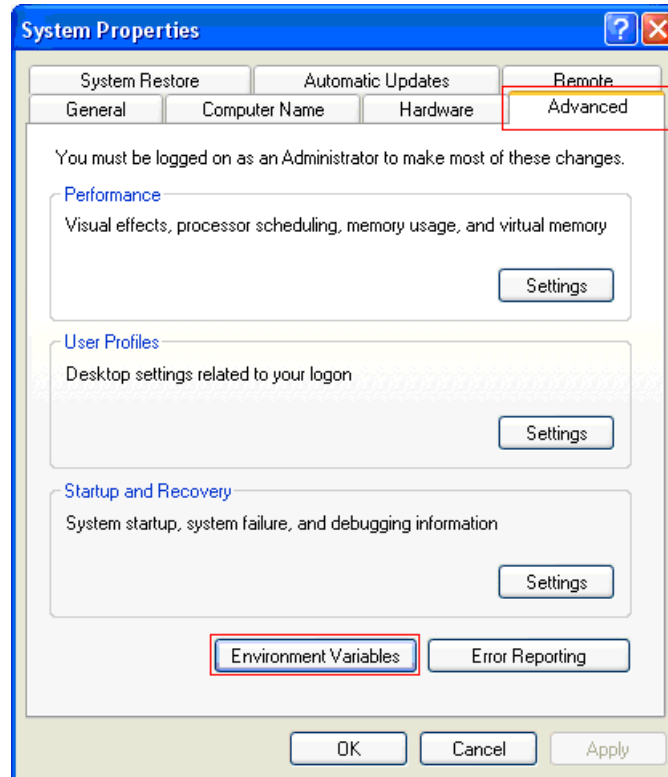 System Properties
System Restore Automatic Updates Remote
General Computer Name Hardware Advanced
You must be logged on as an Administrator to make most of these changes.
Performance
Visual effects, processor scheduling, memory usage, and virtual memory
Settings
User Profiles
Desktop settings related to your logon
Settings
Startup and Recovery
System startup, system failure, and debugging information
Settings
Environment Variables Error Reporting
OK Cancel Apply